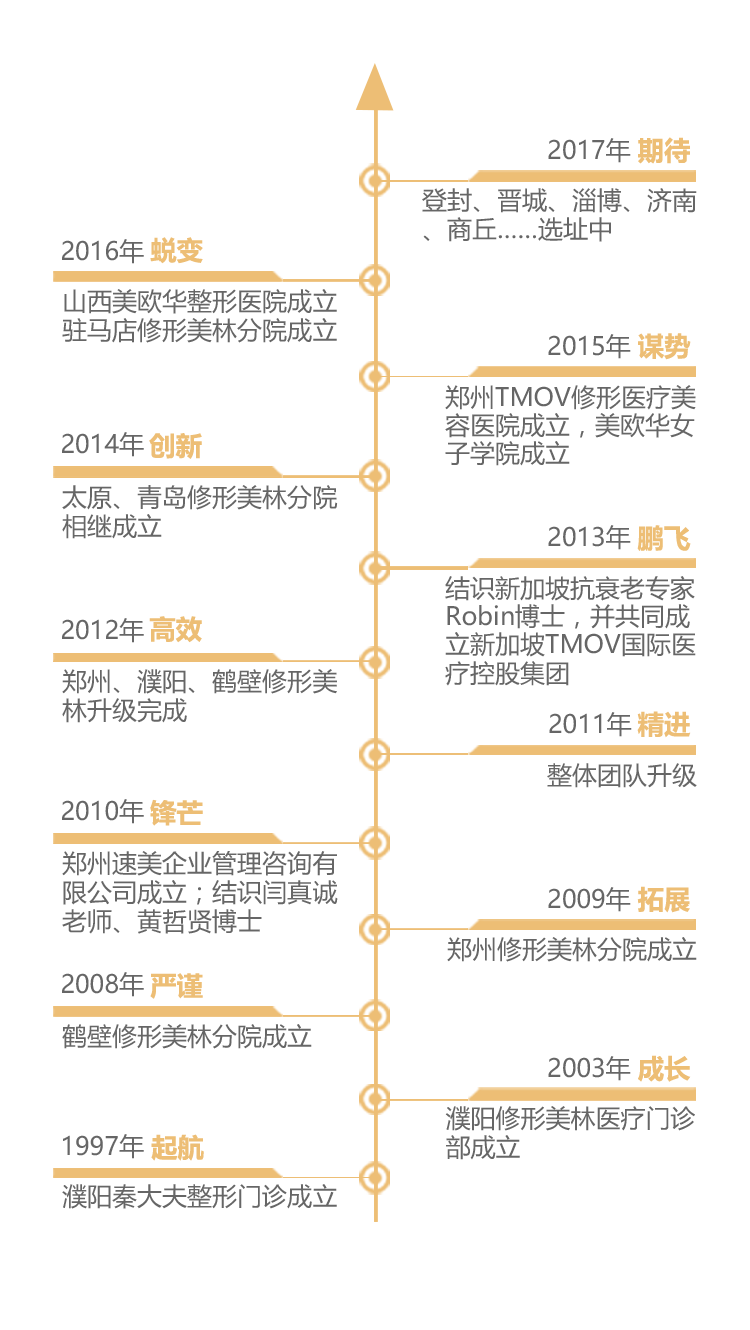 2017年 期待
登封、晋城、淄博、济南
、商丘......选址中
2016年 蜕变
山西美欧华整形医院成立
驻马店修形美林分院成立
2015年 谋势
郑州TMOV修形医疗美
容医院成立，美欧华女
子学院成立
2014年 创新
太原、青岛修形美林分院
相继成立
2013年 鹏飞
结识新加坡抗衰老专家
Robin博士，并共同成
立新加坡TMOV国际医
疗控股集团
2012年 高效
郑州、濮阳、鹤壁修形美
林升级完成
2011年 精进
整体团队升级
2010年 锋芒
郑州速美企业管理咨询有
限公司成立；结识闫真诚
老师、黄哲贤博士
2009年 拓展
郑州修形美林分院成立
2008年 严谨
鹤壁修形美林分院成立
2003年 成长
濮阳修形美林医疗门诊
部成立
1997年 起航
濮阳秦大夫整形门诊成立